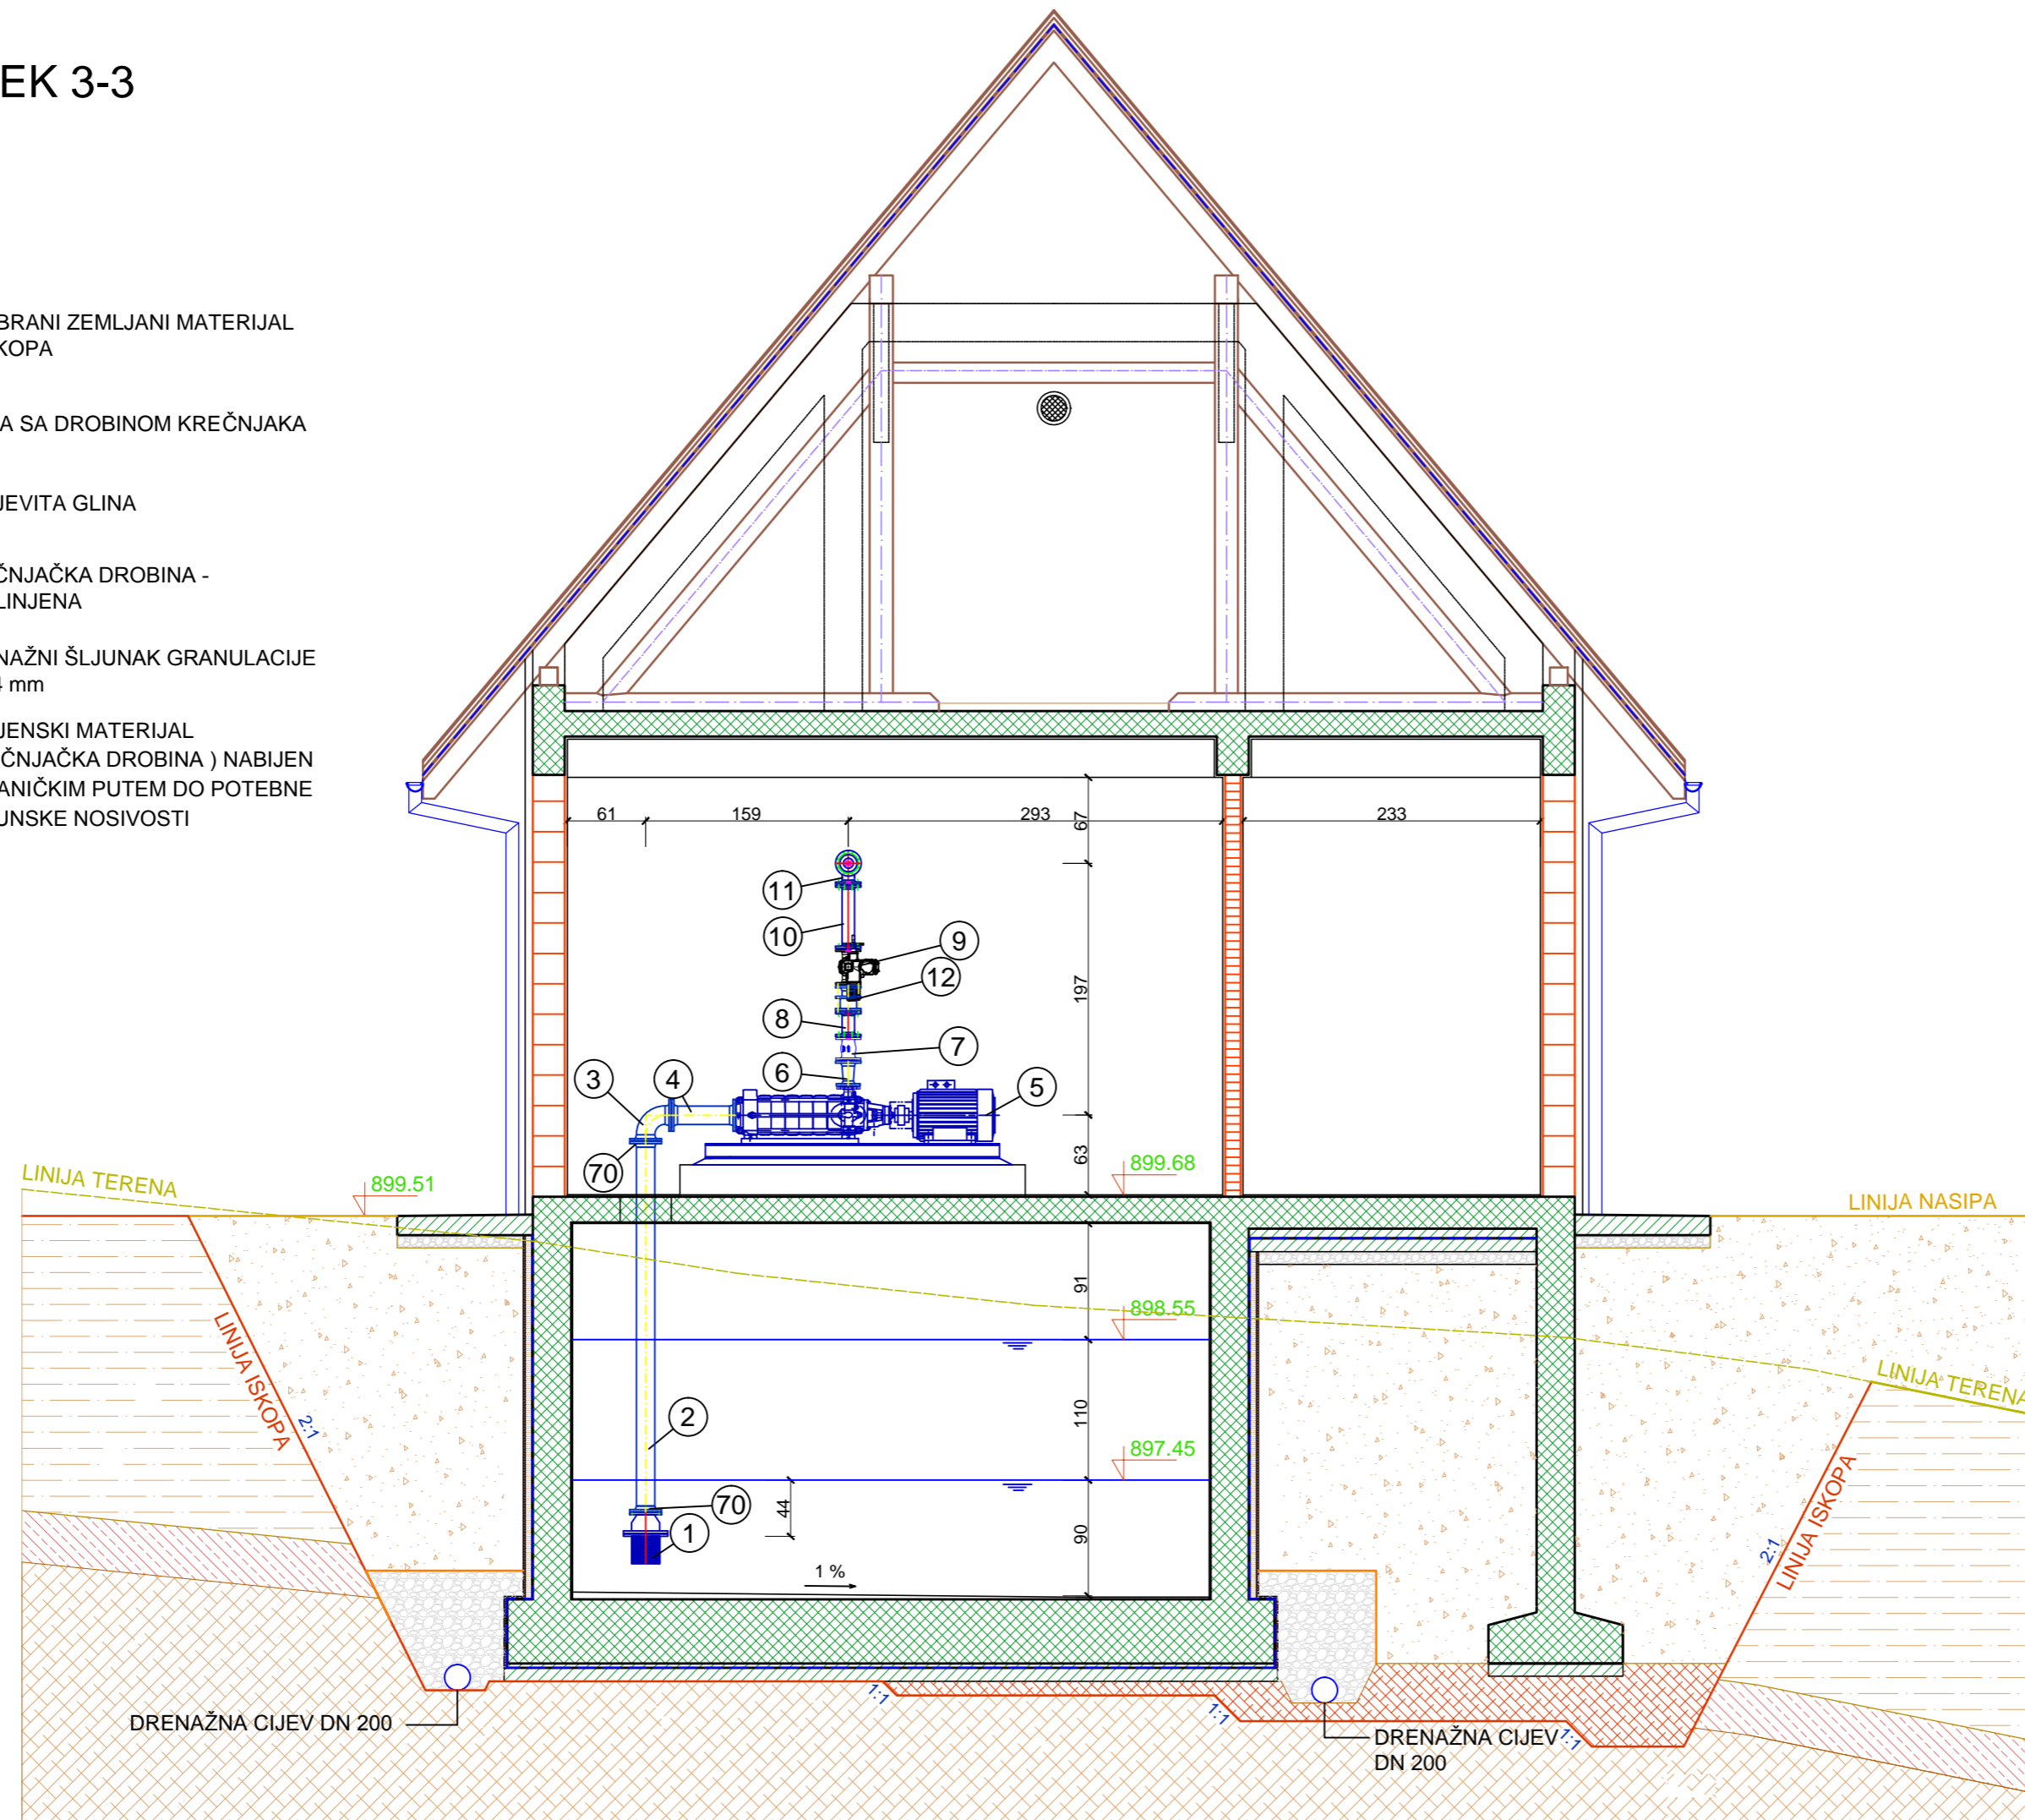 EK 3-3
BRANI ZEMLJANI MATERIJAL
KOPA
A SA DROBINOM KREČNJAKA
JEVITA GLINA
ČNJAČKA DROBINA -
LINJENA
NAŽNI ŠLJUNAK GRANULACIJE
4 mm
JENSKI MATERIJAL
ČNJAČKA DROBINA ) NABIJEN
ANIČKIM PUTEM DO POTEBNE
UNSKE NOSIVOSTI
61
159
293
67
233
11
10
9
12
197
8
7
6
3
4
5
70
63
899.68
LINIJA TERENA
899.51
LINIJA NASIPA
91
898.55
LINIJA ISKOPA
2:1
LINIJA TERENA
2
110
897.45
LINIJA ISKOPA
2:1
70
44
1
90
1 %
1:1
1:1
1:1
DRENAŽNA CIJEV DN 200
DRENAŽNA CIJEV
DN 200